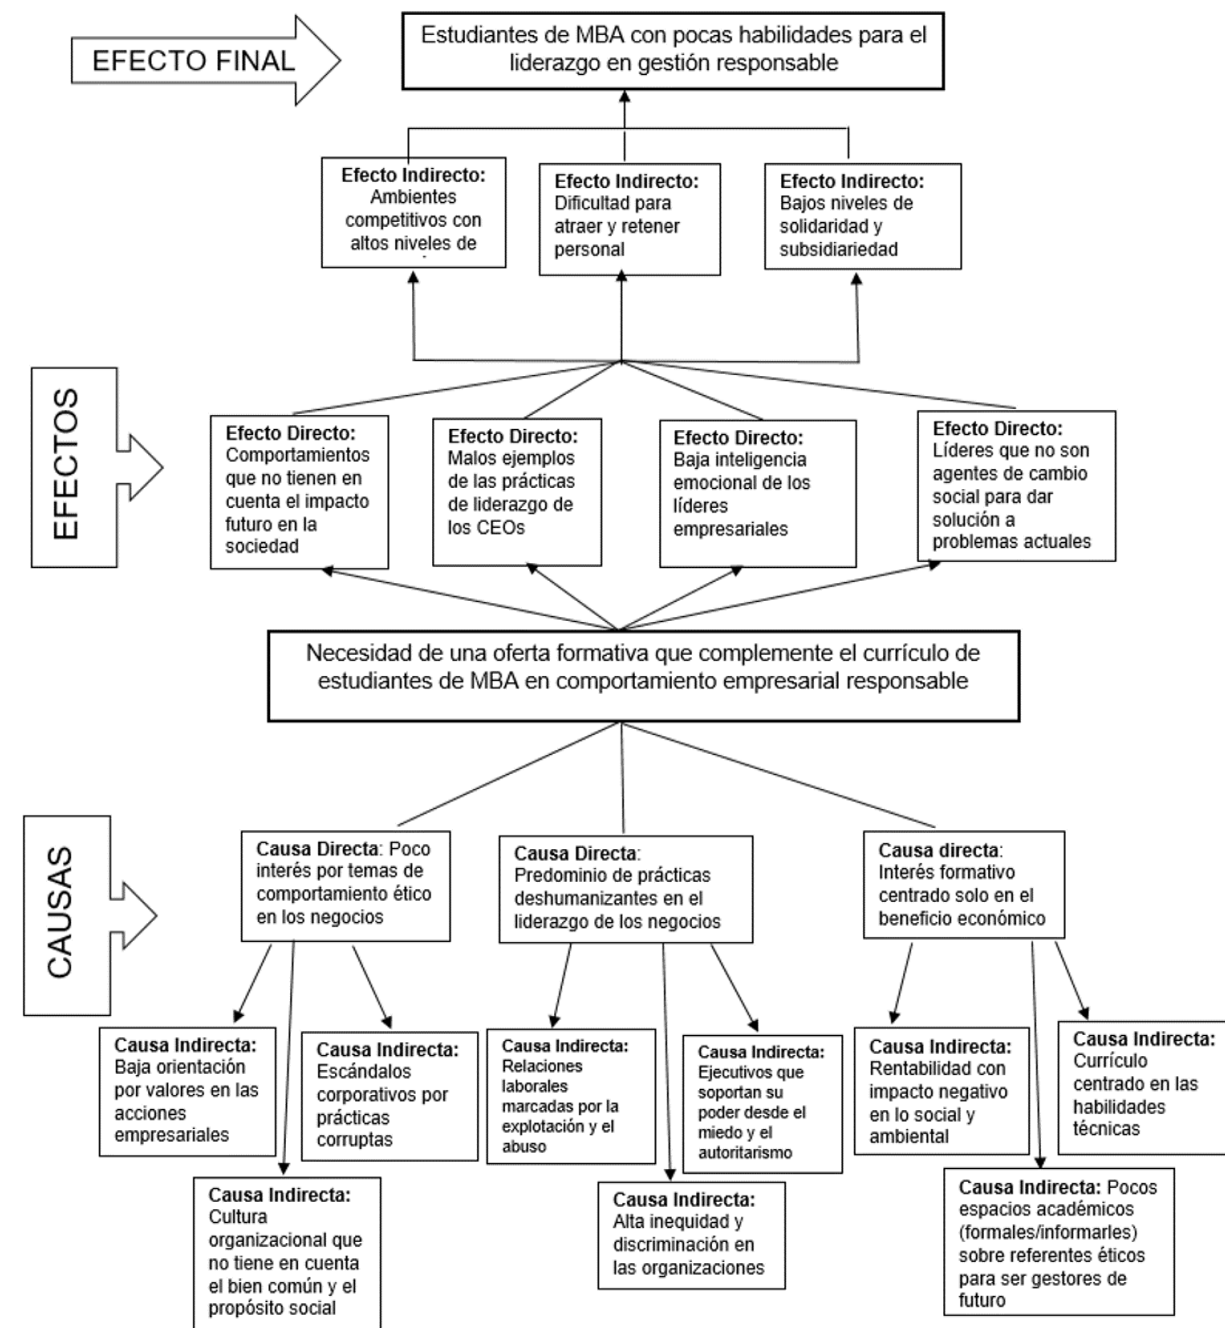 EFECTO FINAL
Estudiantes de MBA con pocas habilidades para el
liderazgo en gestión responsable
Efecto Indirecto:
Ambientes
competitivos con
altos niveles de
Efecto Indirecto:
Dificultad para
atraer y retener
personal
Efecto Indirecto:
Bajos niveles de
solidaridad y
subsidiariedad
EFECTOS
Efecto Directo:
Comportamientos
que no tienen en
cuenta el impacto
futuro en la
sociedad
Efecto Directo:
Malos ejemplos
de las prácticas
de liderazgo de
los CEOs
Efecto Directo:
Baja inteligencia
emocional de los
líderes
empresariales
Efecto Directo:
Líderes que no son
agentes de cambio
social para dar
solución a
problemas actuales
Necesidad de una oferta formativa que complemente el currículo de
estudiantes de MBA en comportamiento empresarial responsable
CAUSAS
Causa Directa: Poco
interés por temas de
comportamiento ético
en los negocios
Causa Directa:
Predominio de prácticas
deshumanizantes en el
liderazgo de los negocios
Causa directa:
Interés formativo
centrado solo en el
beneficio económico
Causa Indirecta:
Baja orientación
por valores en las
acciones
empresariales
Causa Indirecta:
Escándalos
corporativos por
prácticas
corruptas
Causa Indirecta:
Relaciones
laborales
marcadas por la
explotación y el
abuso
Causa Indirecta:
Ejecutivos que
soportan su
poder desde el
miedo y el
autoritarismo
Causa Indirecta:
Rentabilidad con
impacto negativo
en lo social y
ambiental
Causa Indirecta:
Currículo
centrado en las
habilidades
técnicas
Causa Indirecta:
Cultura
organizacional que
no tiene en cuenta
el bien común y el
propósito social
Causa Indirecta:
Alta inequidad y
discriminación en
las organizaciones
Causa Indirecta: Pocos
espacios académicos
(formales/informarles)
sobre referentes éticos
para ser gestores de
futuro